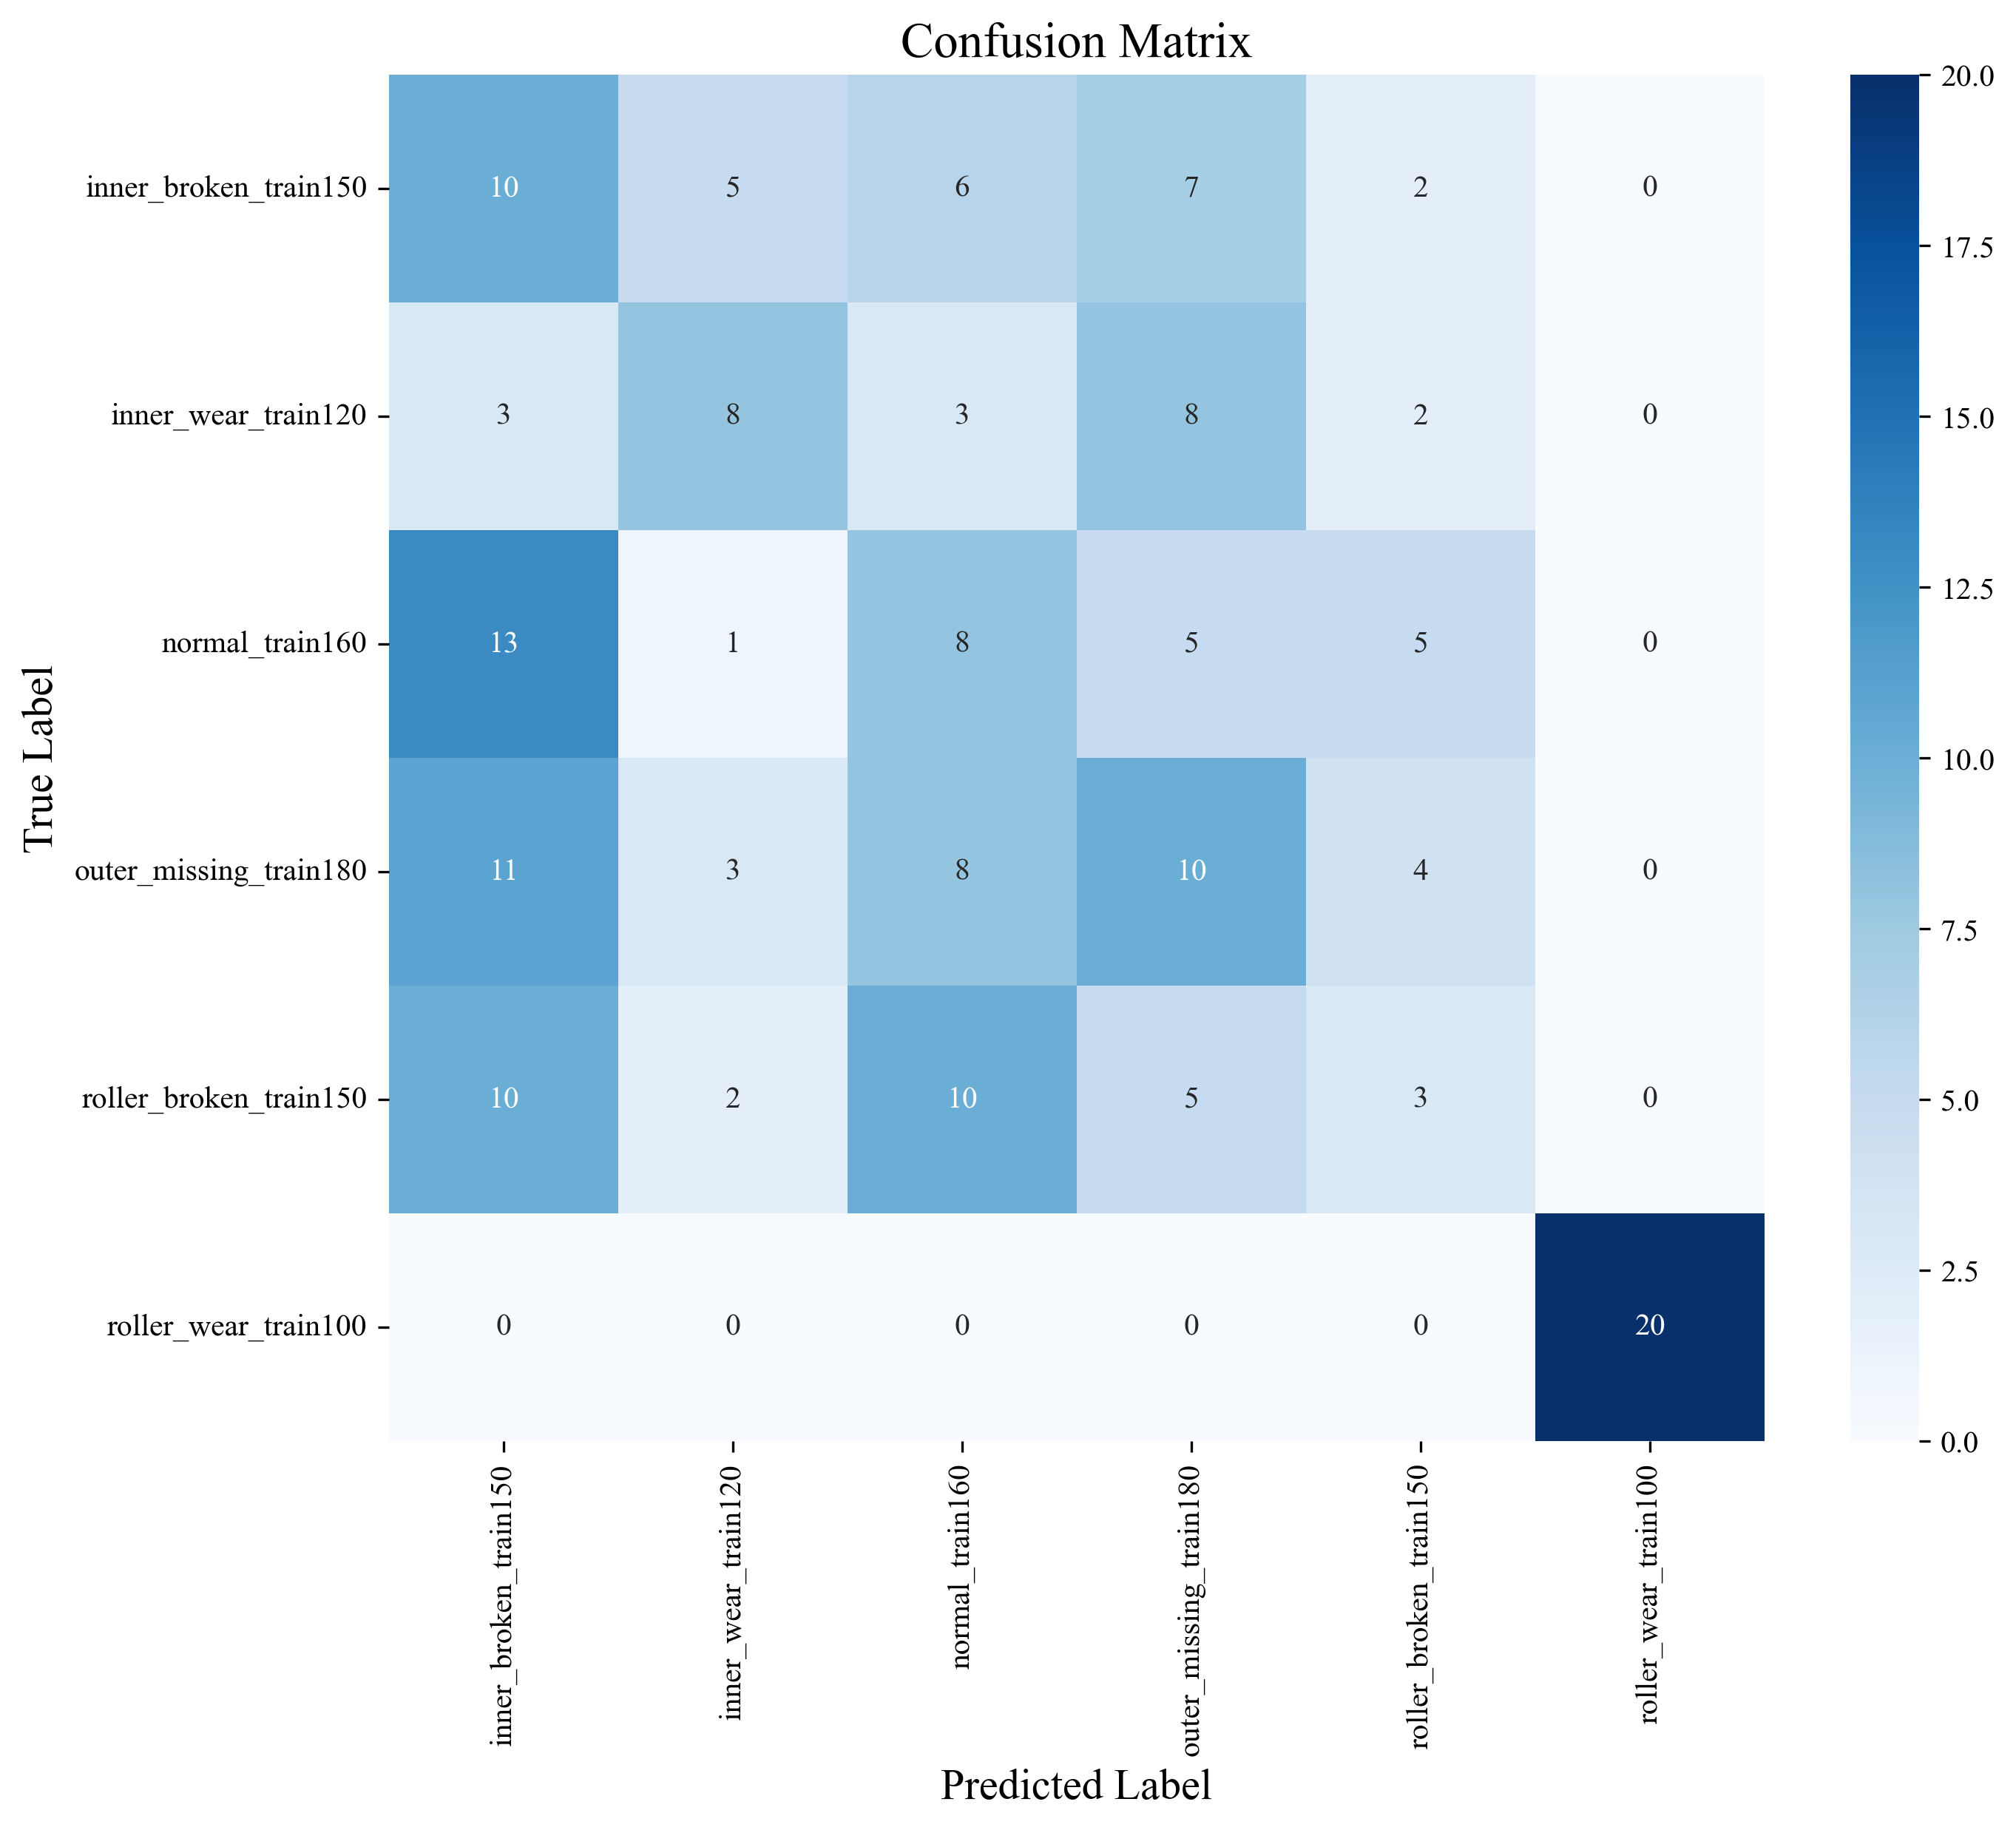 Confusion Matrix
True Label
inner_broken_train150 10 5 6 7 2 0
inner_wear_train120 3 8 3 8 2 0
normal_train160 13 1 8 5 5 0
outer_missing_train180 11 3 8 10 4 0
roller_broken_train150 10 2 10 5 3 0
roller_wear_train100 0 0 0 0 0 20
inner_broken_train150
inner_wear_train120
normal_train160
outer_missing_train180
roller_broken_train150
roller_wear_train100
Predicted Label
20.0
17.5
15.0
12.5
10.0
7.5
5.0
2.5
0.0